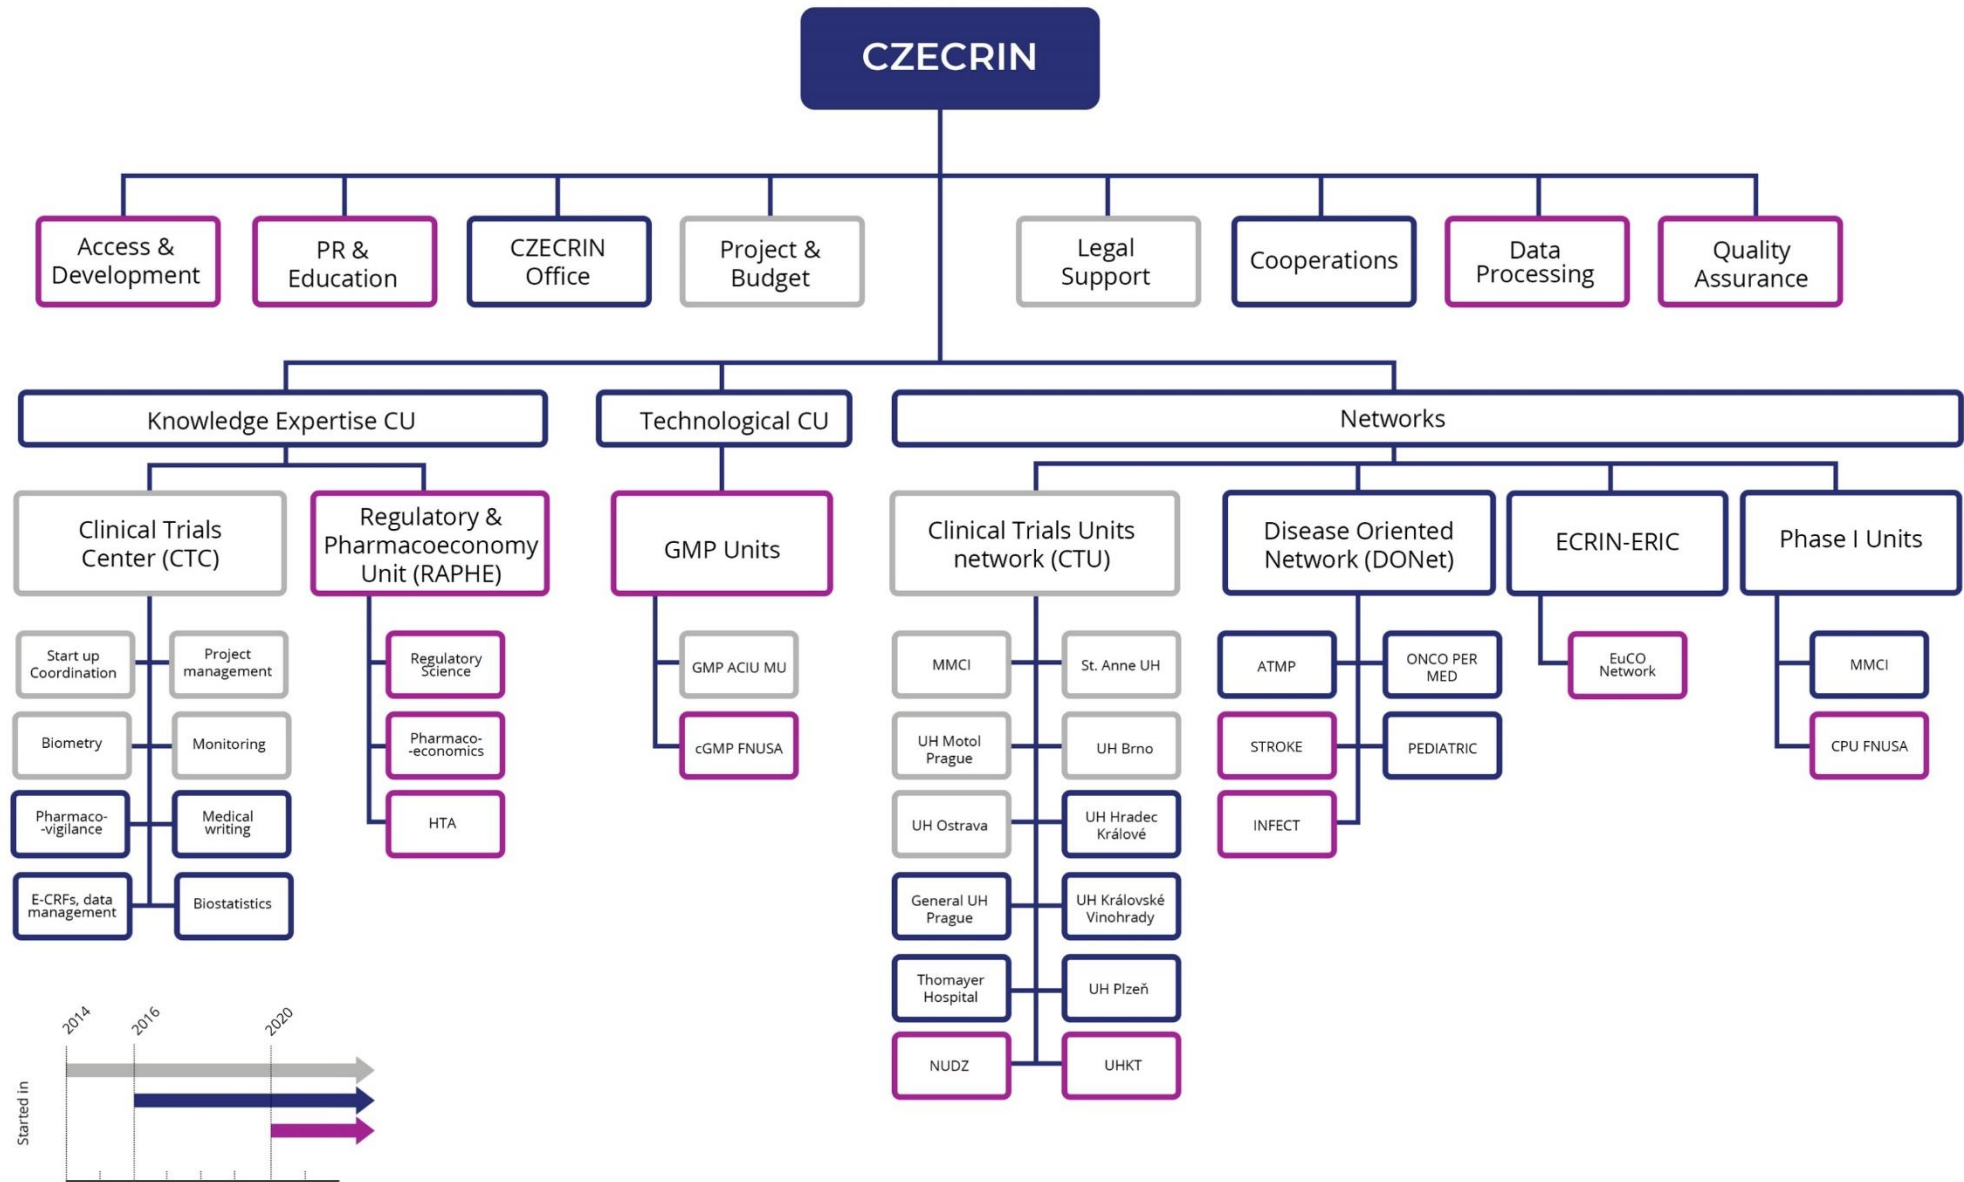 CZECRIN
Access &
Development
PR &
Education
CZECRIN
Office
Project &
Budget
Legal
Support
Cooperations
Data
Processing
Quality
Assurance
Knowledge Expertise CU
Technological CU
Networks
Clinical Trials
Center (CTC)
Regulatory &
Pharmacoeconomy
Unit (RAPHE)
GMP Units
Clinical Trials Units
network (CTU)
Disease Oriented
Network (DONet)
ECRIN-ERIC
Phase I Units
Start up
Coordination
Project
management
Biometry
Monitoring
Pharmaco-
-vigilance
Medical
writing
E-CRFs, data
management
Biostatistics
Regulatory
Science
Pharmaco-
-economics
HTA
GMP ACIU MU
cGMP FNUSA
MMCI
St. Anne UH
UH Motol
Prague
UH Brno
UH Ostrava
UH Hradec
Králové
General UH
Prague
UH Královské
Vinohrady
Thomayer
Hospital
UH Plzeň
NUDZ
UHKT
ATMP
ONCO PER
MED
STROKE
PEDIATRIC
INFECT
EuCO
Network
MMCI
CPU FNUSA
2014
2016
2020
Started in